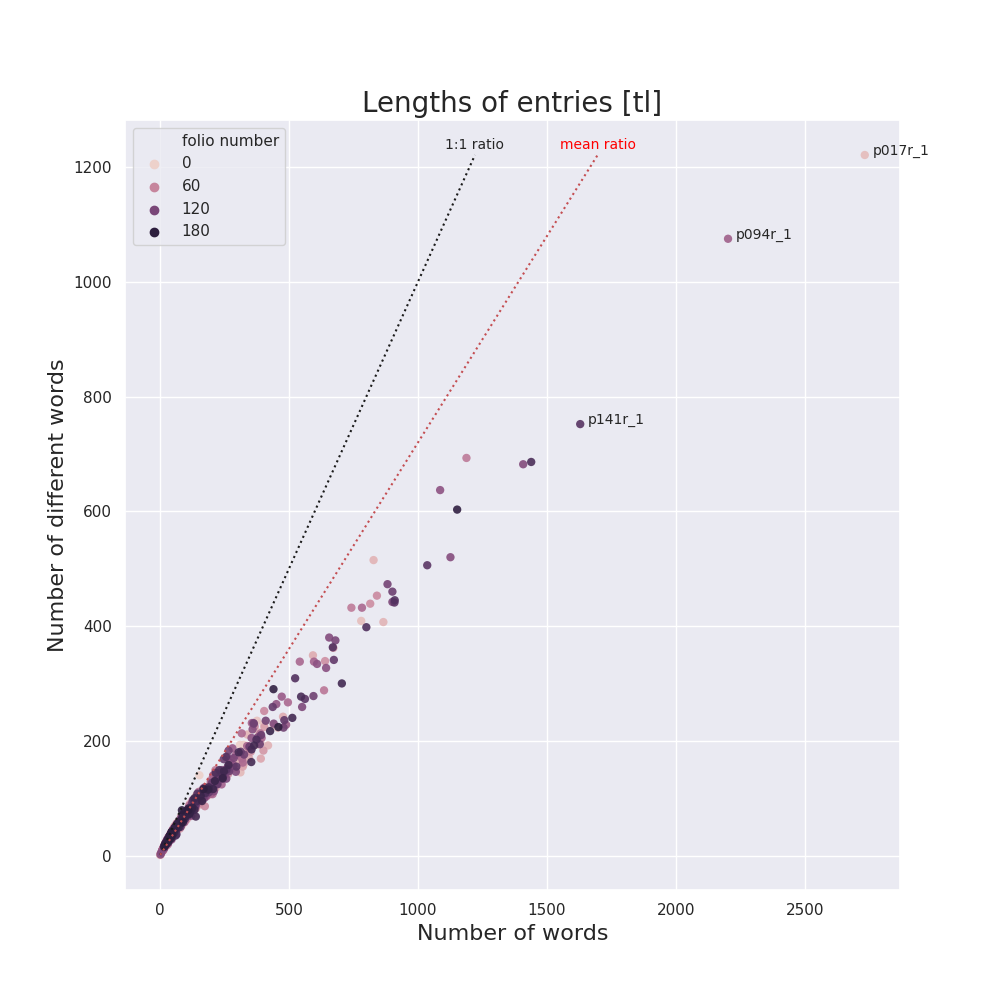 Lengths of entries [tl]
folio number
0
60
120
180
1:1 ratio
mean ratio
p017r_1
p094r_1
p141r_1
Number of different words
1200
1000
800
600
400
200
0
0 500 1000 1500 2000 2500
Number of words